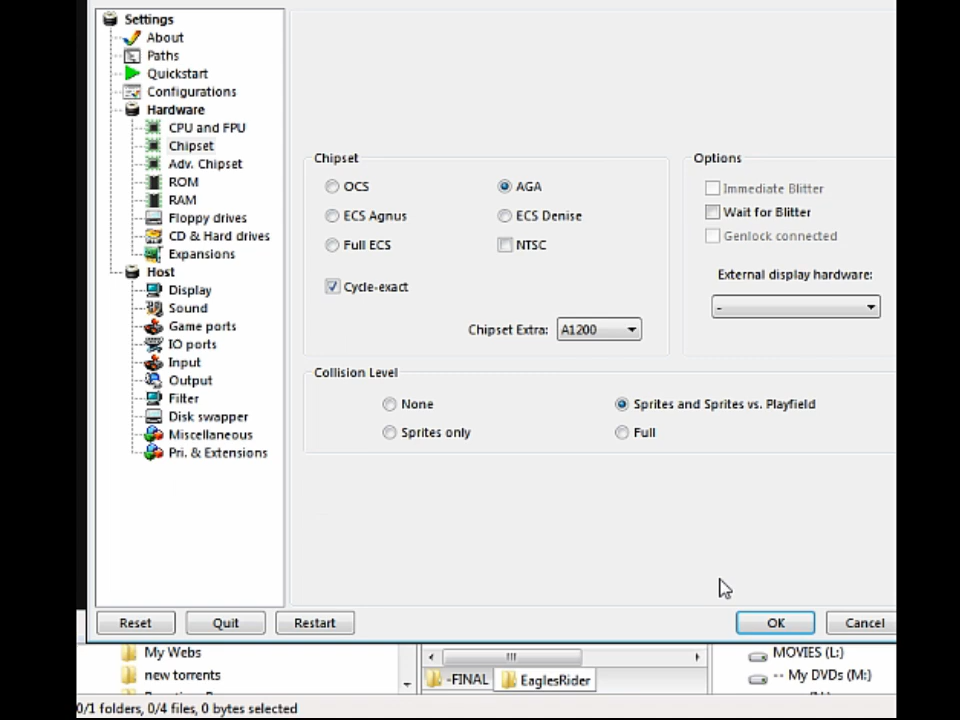 Settings
About
Paths
Quickstart
Configurations
Hardware
CPU and FPU
Chipset
Adv. Chipset
ROM
RAM
Floppy drives
CD & Hard drives
Expansions
Host
Display
Sound
Game ports
IO ports
Input
Output
Filter
Disk swapper
Miscellaneous
Pri. & Extensions
Chipset
OCS
AGA
ECS Agnus
ECS Denise
Full ECS
NTSC
Cycle-exact
Chipset Extra: A1200
Options
Immediate Blitter
Wait for Blitter
Genlock connected
External display hardware:
-
Collision Level
None
Sprites and Sprites vs. Playfield
Sprites only
Full
Reset
Quit
Restart
OK
Cancel
My Webs
new torrents
-FINAL
EaglesRider
MOVIES (L:)
-- My DVDs (M:)
0/1 folders, 0/4 files, 0 bytes selected